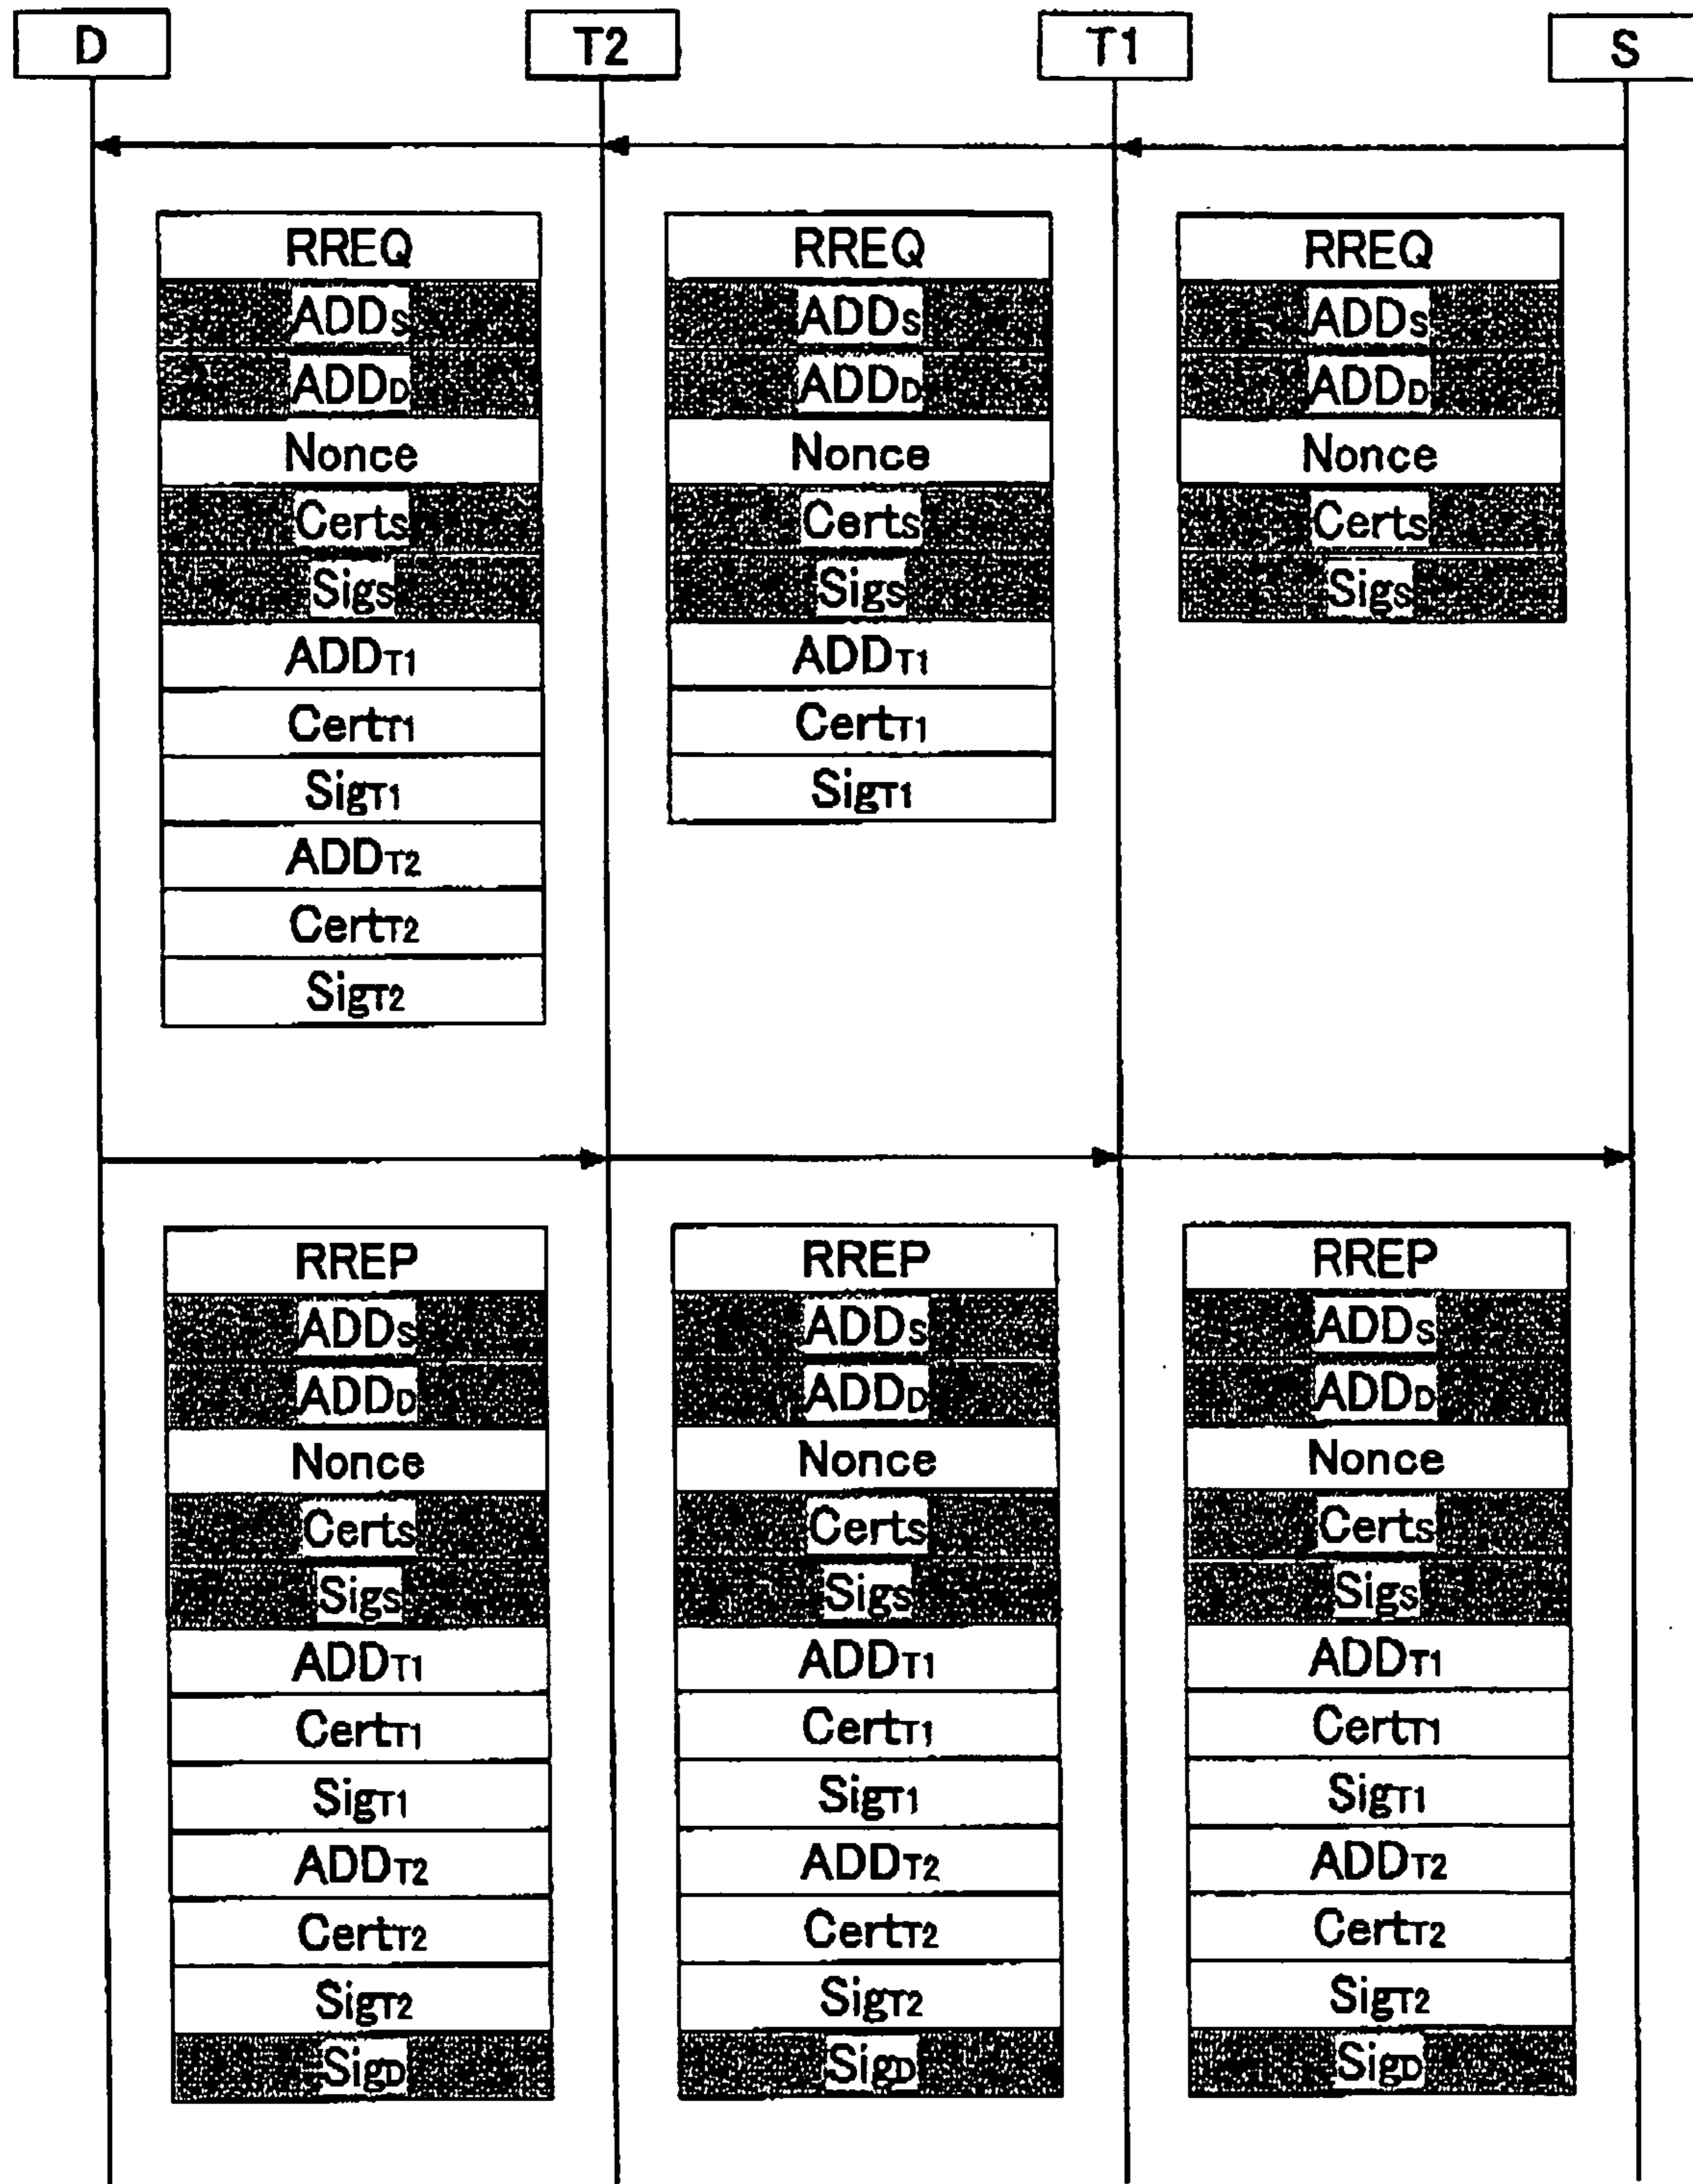 D T2 T1 S
RREQ RREQ RREQ
ADDS ADDS ADDS
ADDD ADDD ADDD
Nonce Nonce Nonce
CertS CertS CertS
SigS SigS SigS
ADDT1 ADDT1
CertT1 CertT1
SigT1 SigT1
ADDT2
CertT2
SigT2
RREP RREP RREP
ADDS ADDS ADDS
ADDD ADDD ADDD
Nonce Nonce Nonce
CertS CertS CertS
SigS SigS SigS
ADDT1 ADDT1 ADDT1
CertT1 CertT1 CertT1
SigT1 SigT1 SigT1
ADDT2 ADDT2 ADDT2
CertT2 CertT2 CertT2
SigT2 SigT2 SigT2
SigD SigD SigD